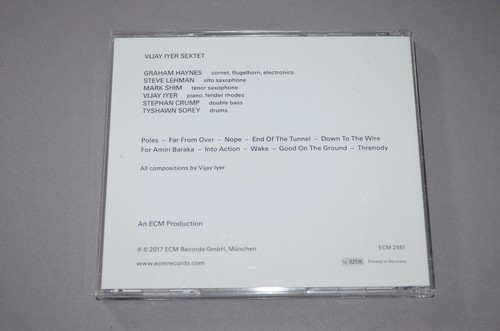 VIJAY IYER SEXTET
GRAHAM HAYNES cornet, flugelhorn, electronics
STEVE LEHMAN alto saxophone
MARK SHIM tenor saxophone
VIJAY IYER piano, fender rhodes
STEPHAN CRUMP double bass
TYSHAWN SOREY drums
Poles – Far From Over – Nope – End Of The Tunnel – Down To The Wire
For Amiri Baraka – Into Action – Wake – Good On The Ground – Threnody
All compositions by Vijay Iyer
An ECM Production
℗ © 2017 ECM Records GmbH, München ECM 2581
www.ecmrecords.com LC 02516 Printed in Germany